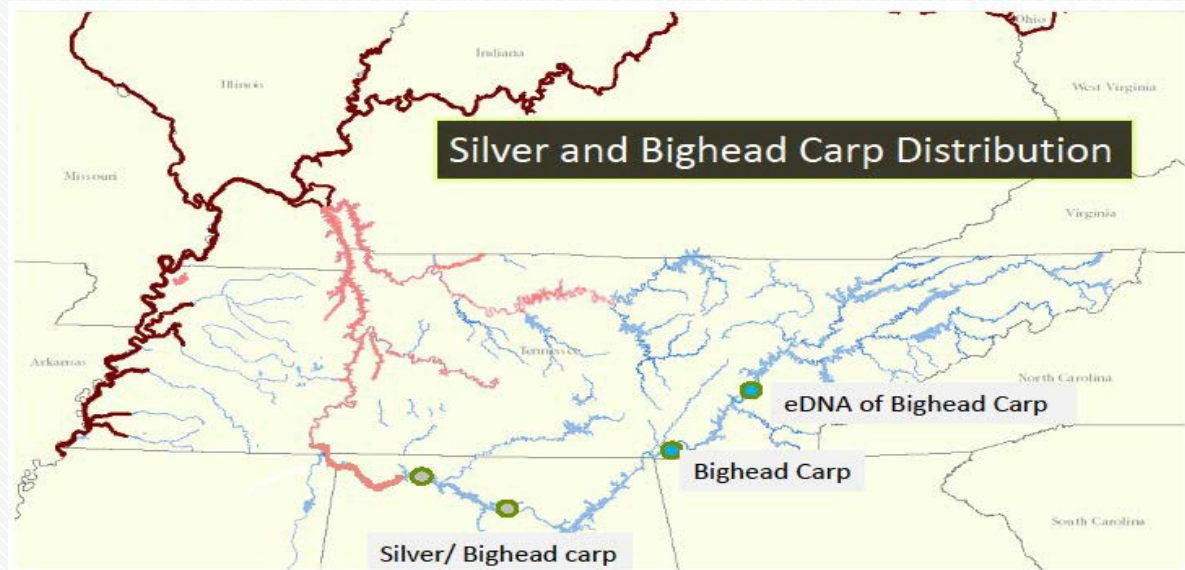 Ohio
Indiana
Illinois
West Virginia
Silver and Bighead Carp Distribution
Missouri
Virginia
Tennessee
Arkansas
North Carolina
eDNA of Bighead Carp
Bighead Carp
South Carolina
Silver/ Bighead carp